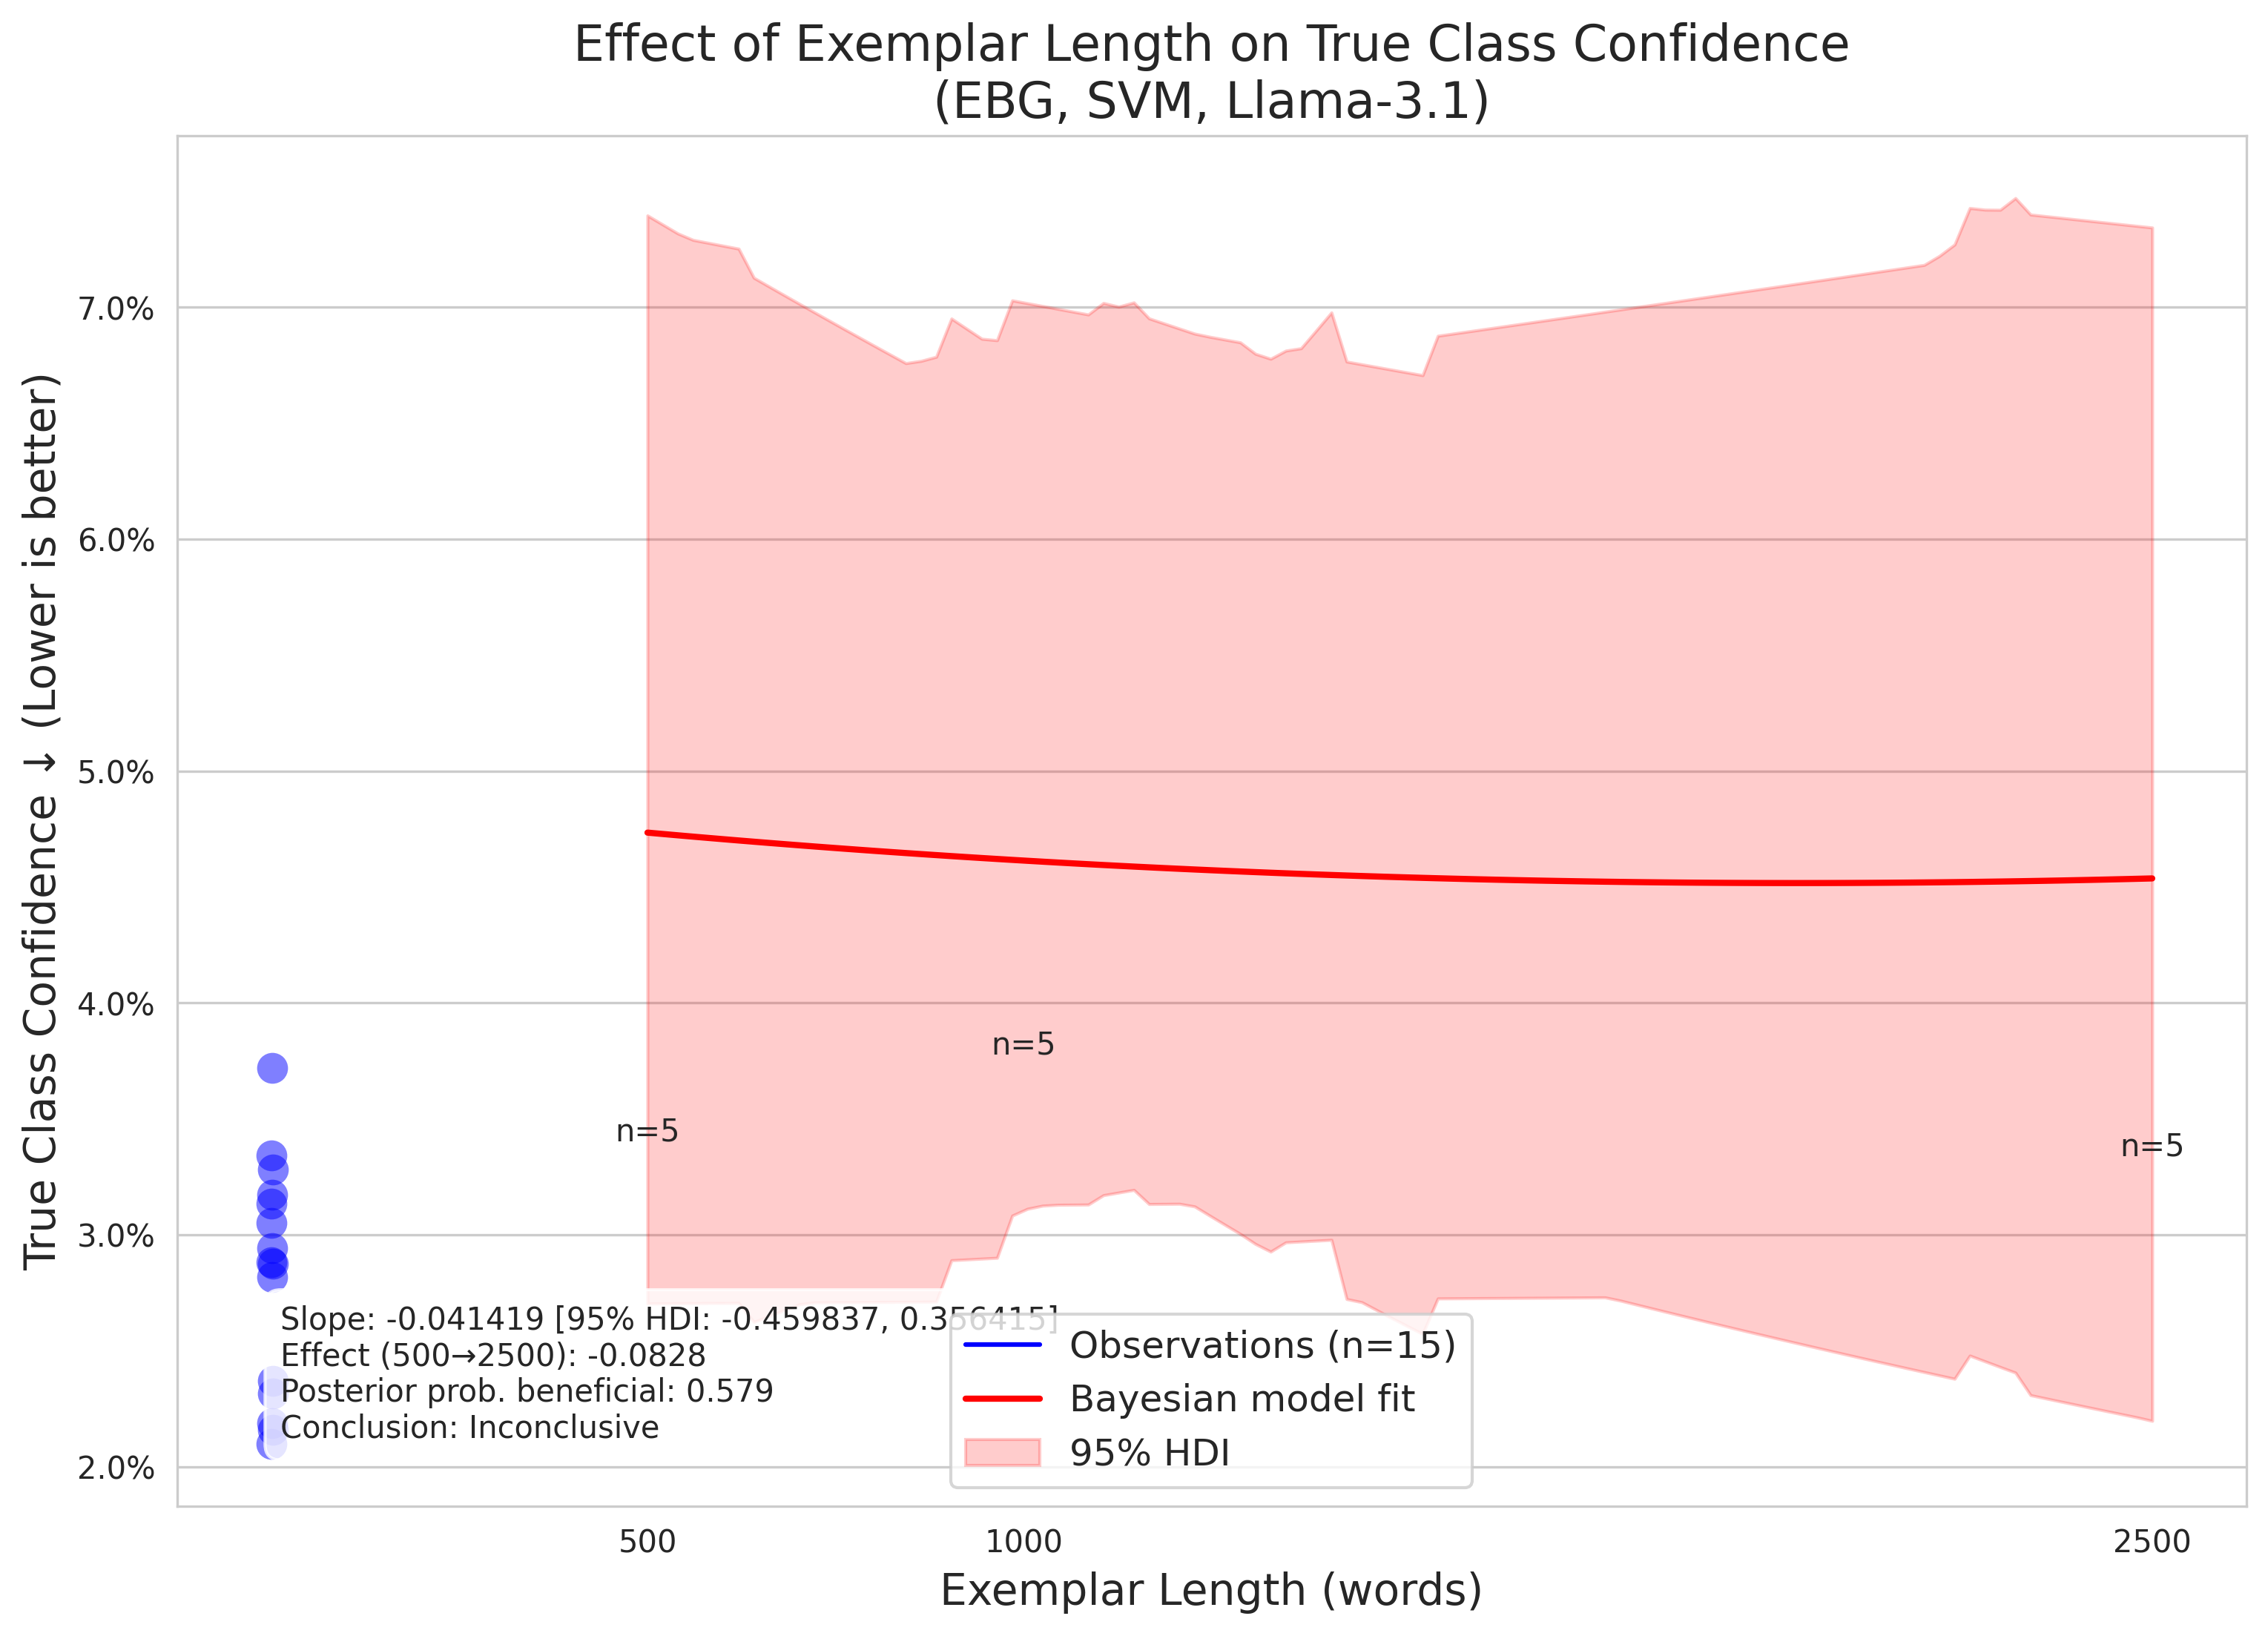 Effect of Exemplar Length on True Class Confidence
(EBG, SVM, Llama-3.1)
True Class Confidence ↓ (Lower is better)
7.0%
6.0%
5.0%
4.0%
3.0%
2.0%
n=5
n=5
n=5
Slope: -0.041419 [95% HDI: -0.459837, 0.356415]
Effect (500→2500): -0.0828
Posterior prob. beneficial: 0.579
Conclusion: Inconclusive
Observations (n=15)
Bayesian model fit
95% HDI
500
1000
2500
Exemplar Length (words)